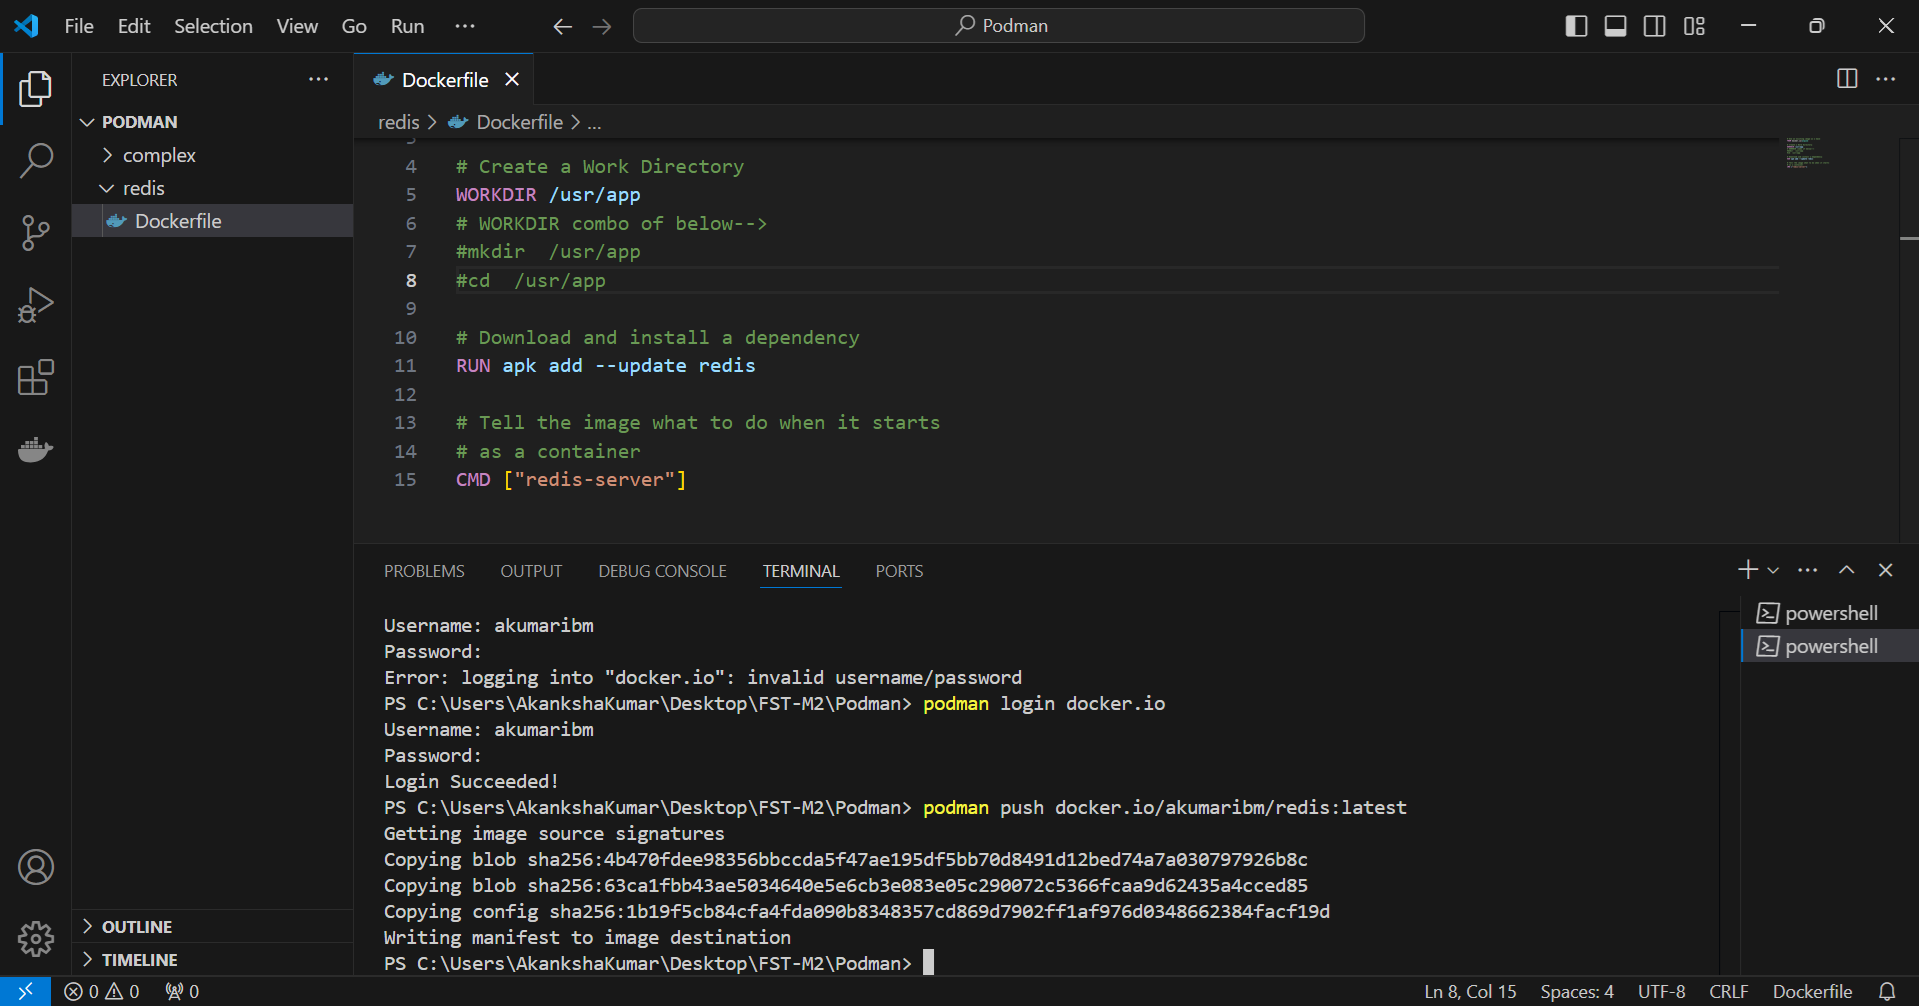 File Edit Selection View Go Run ···
Podman
EXPLORER ···
PODMAN
complex
redis
Dockerfile
OUTLINE
TIMELINE
Dockerfile
redis > Dockerfile > ...
4 # Create a Work Directory
5 WORKDIR /usr/app
6 # WORKDIR combo of below-->
7 #mkdir  /usr/app
8 #cd  /usr/app
9
10 # Download and install a dependency
11 RUN apk add --update redis
12
13 # Tell the image what to do when it starts
14 # as a container
15 CMD ["redis-server"]
PROBLEMS OUTPUT DEBUG CONSOLE TERMINAL PORTS
powershell
powershell
Username: akumaribm
Password:
Error: logging into "docker.io": invalid username/password
PS C:\Users\AkankshaKumar\Desktop\FST-M2\Podman> podman login docker.io
Username: akumaribm
Password:
Login Succeeded!
PS C:\Users\AkankshaKumar\Desktop\FST-M2\Podman> podman push docker.io/akumaribm/redis:latest
Getting image source signatures
Copying blob sha256:4b470fdee98356bbccda5f47ae195df5bb70d8491d12bed74a7a030797926b8c
Copying blob sha256:63ca1fbb43ae5034640e5e6cb3e083e05c290072c5366fcaa9d62435a4cced85
Copying config sha256:1b19f5cb84cfa4fda090b8348357cd869d7902ff1af976d0348662384facf19d
Writing manifest to image destination
PS C:\Users\AkankshaKumar\Desktop\FST-M2\Podman>
0 0 0 Ln 8, Col 15 Spaces: 4 UTF-8 CRLF Dockerfile